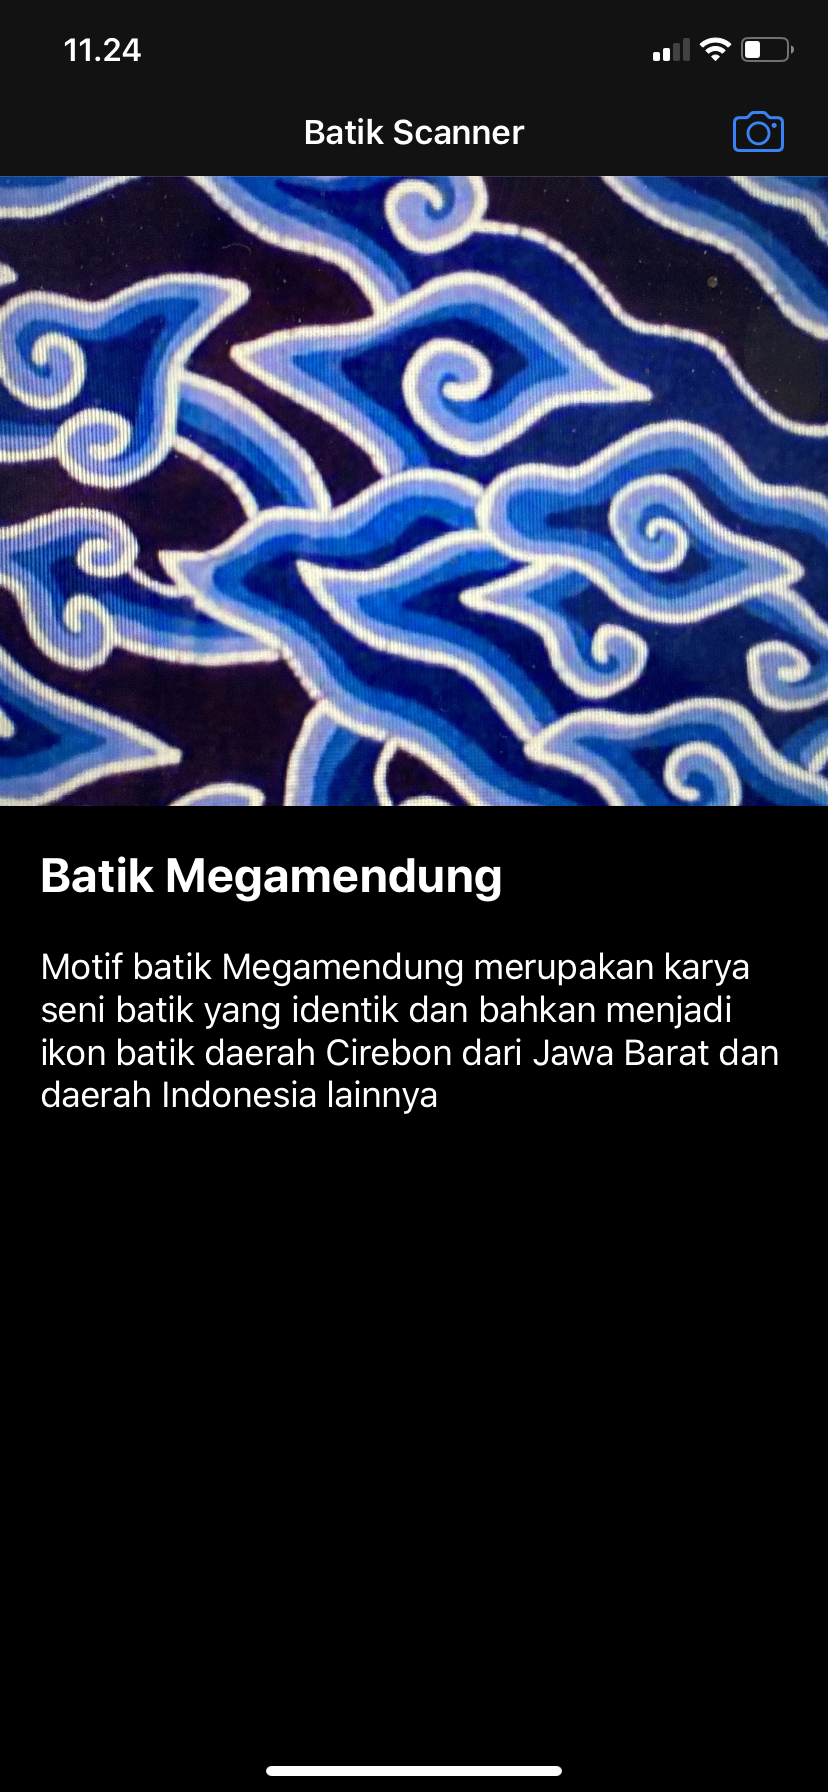 11.24
Batik Scanner
Batik Megamendung
Motif batik Megamendung merupakan karya
seni batik yang identik dan bahkan menjadi
ikon batik daerah Cirebon dari Jawa Barat dan
daerah Indonesia lainnya